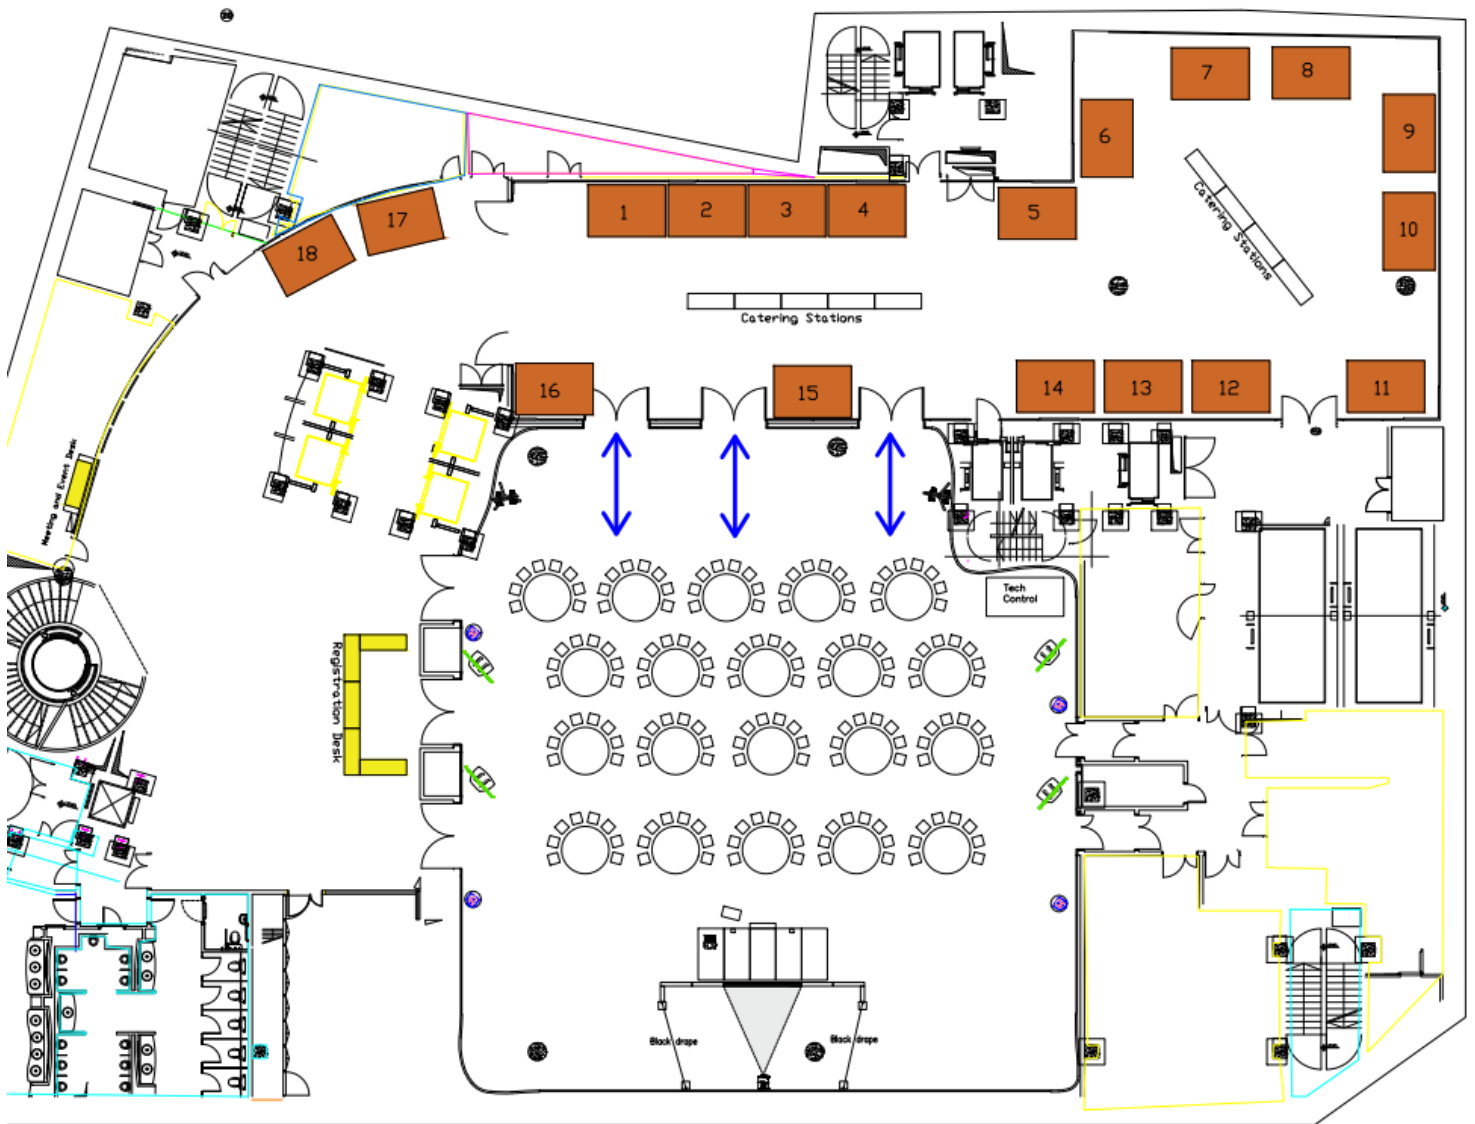 7
8
9
6
Catering Stations
17
1
2
3
4
5
10
18
Catering Stations
16
15
14
13
12
11
Meeting and Event Desk
Tech
Control
Registration Desk
Black drape
Black drape